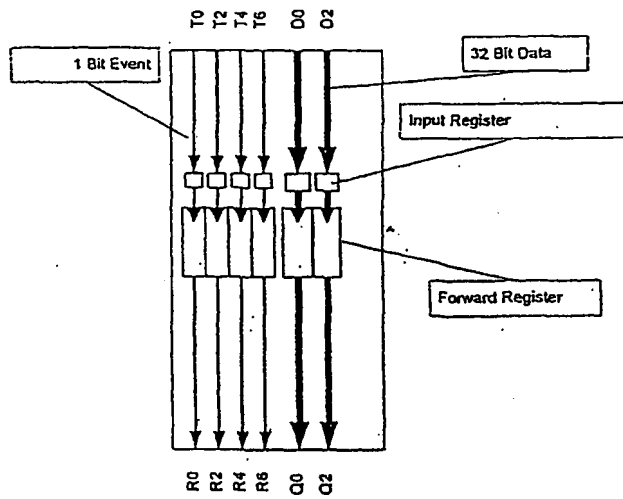 T0 T2 T4 T6 D0 D2
1 Bit Event
32 Bit Data
Input Register
Forward Register
R0 R2 R4 R6 Q0 Q2